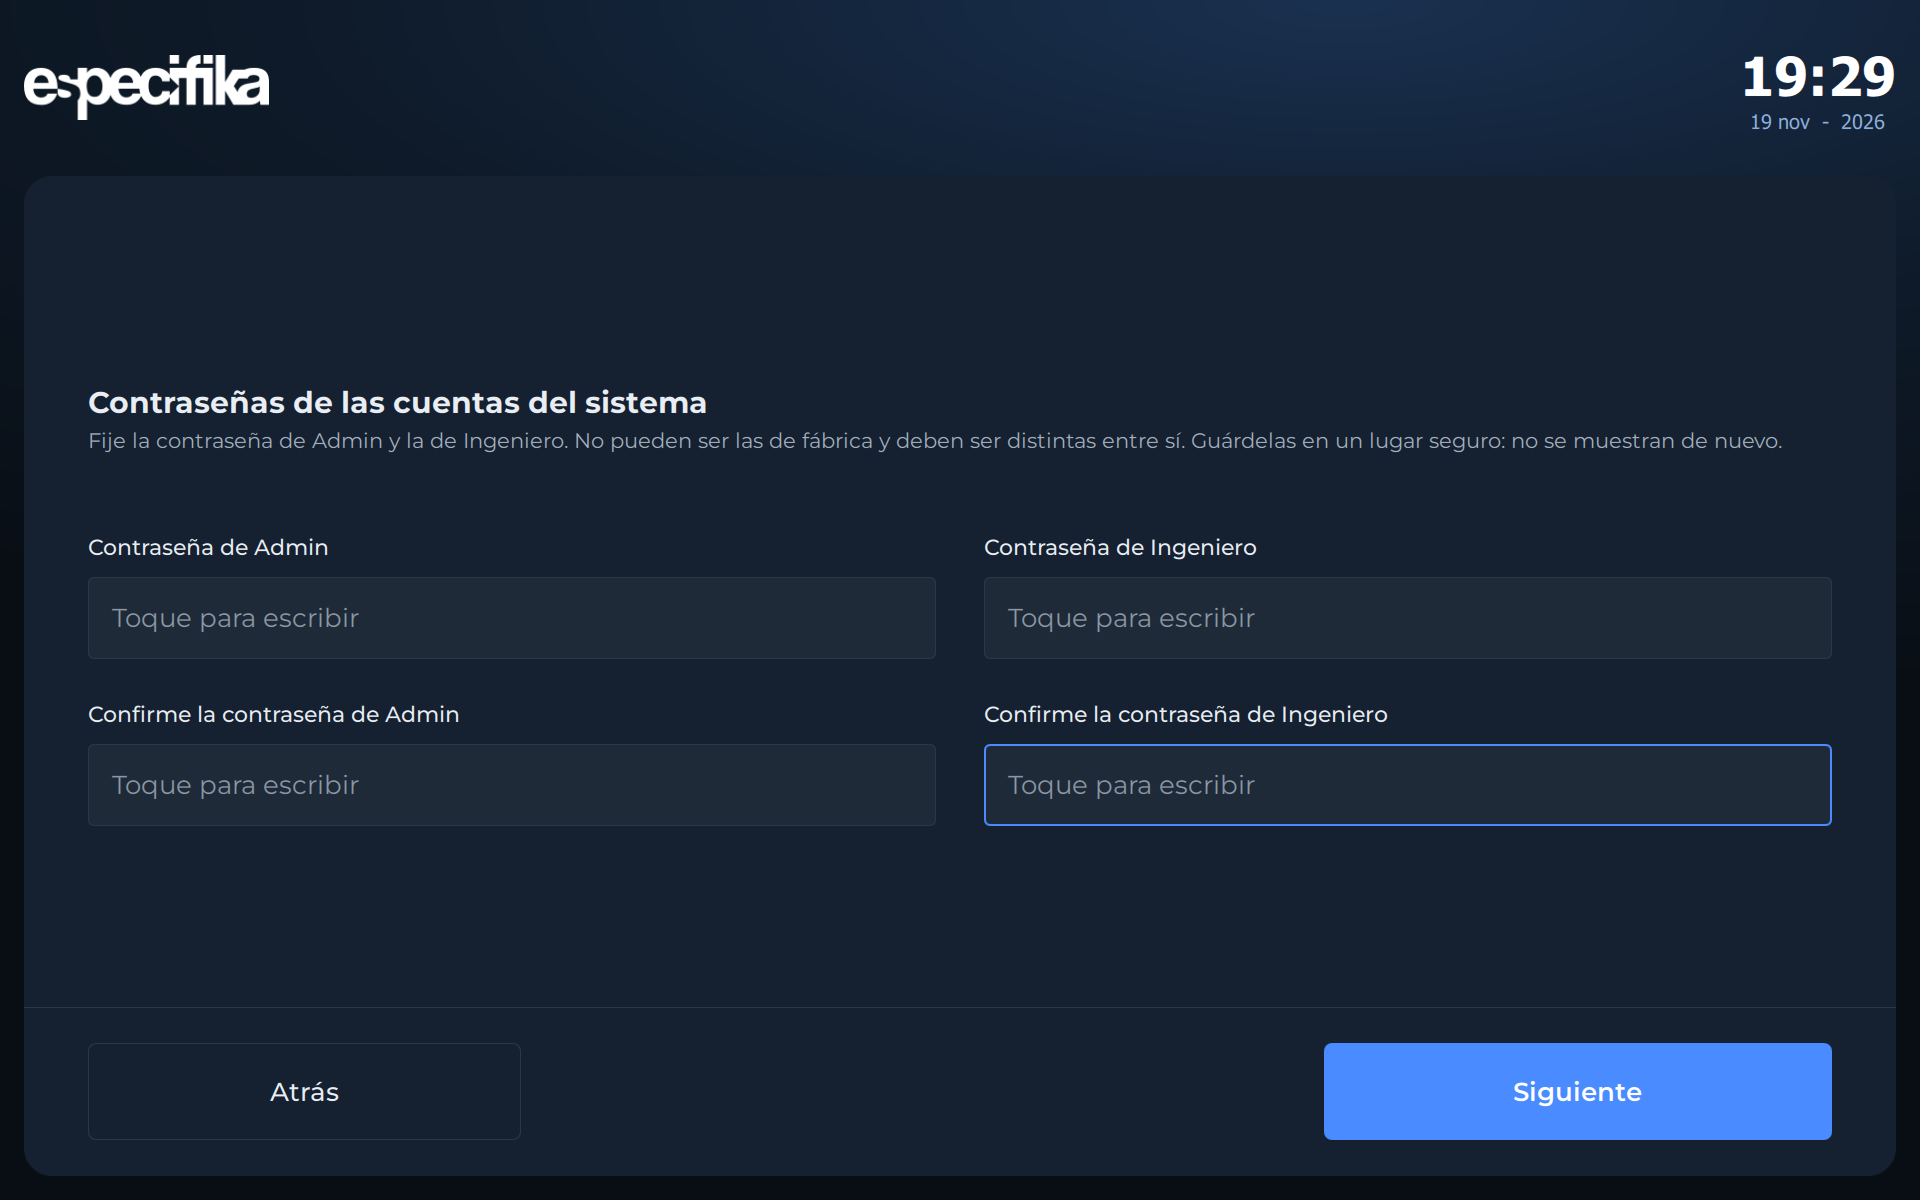 especifika
19:29
19 nov - 2026
Contraseñas de las cuentas del sistema
Fije la contraseña de Admin y la de Ingeniero. No pueden ser las de fábrica y deben ser distintas entre sí. Guárdelas en un lugar seguro: no se muestran de nuevo.
Contraseña de Admin
Contraseña de Ingeniero
Toque para escribir
Toque para escribir
Confirme la contraseña de Admin
Confirme la contraseña de Ingeniero
Toque para escribir
Toque para escribir
Atrás
Siguiente